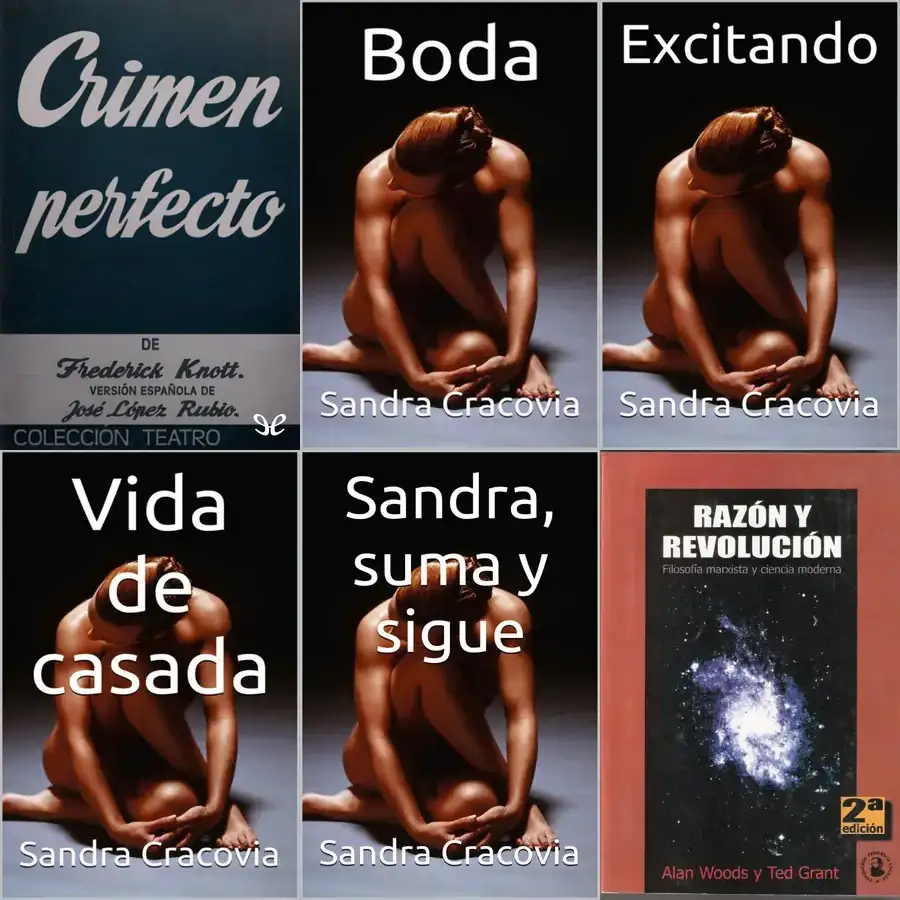 Crimen
perfecto
DE
Frederick Knott.
VERSIÓN ESPAÑOLA DE
José López Rubio.
COLECCIÓN TEATRO
Boda
Sandra Cracovia
Excitando
Sandra Cracovia
Vida
de
casada
Sandra Cracovia
Sandra,
suma y
sigue
Sandra Cracovia
RAZÓN Y
REVOLUCIÓN
Filosofía marxista y ciencia moderna
2ª
edición
Alan Woods y Ted Grant